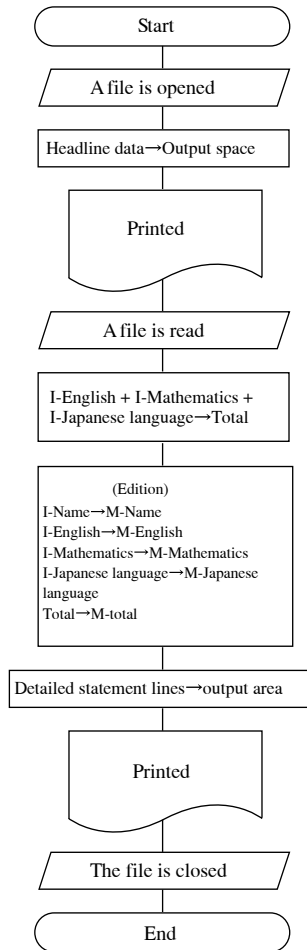 Start
A file is opened
Headline data→Output space
Printed
A file is read
I-English + I-Mathematics +
I-Japanese language→Total
(Edition)
I-Name→M-Name
I-English→M-English
I-Mathematics→M-Mathematics
I-Japanese language→M-Japanese
language
Total→M-total
Detailed statement lines→output area
Printed
The file is closed
End